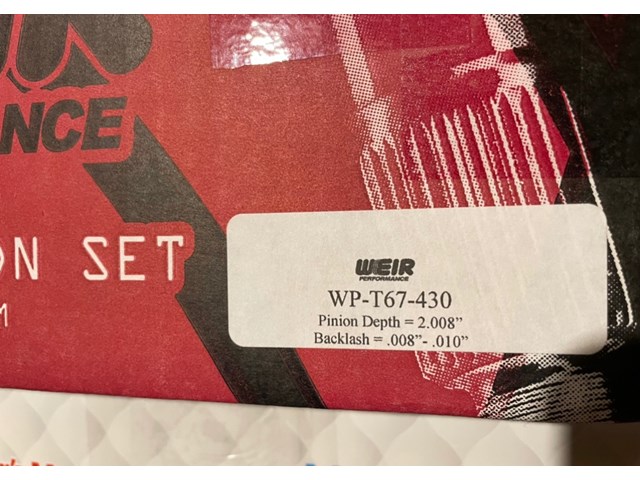 NCE
ON SET
M
WEIR
PERFORMANCE
WP-T67-430
Pinion Depth = 2.008”
Backlash = .008”- .010”